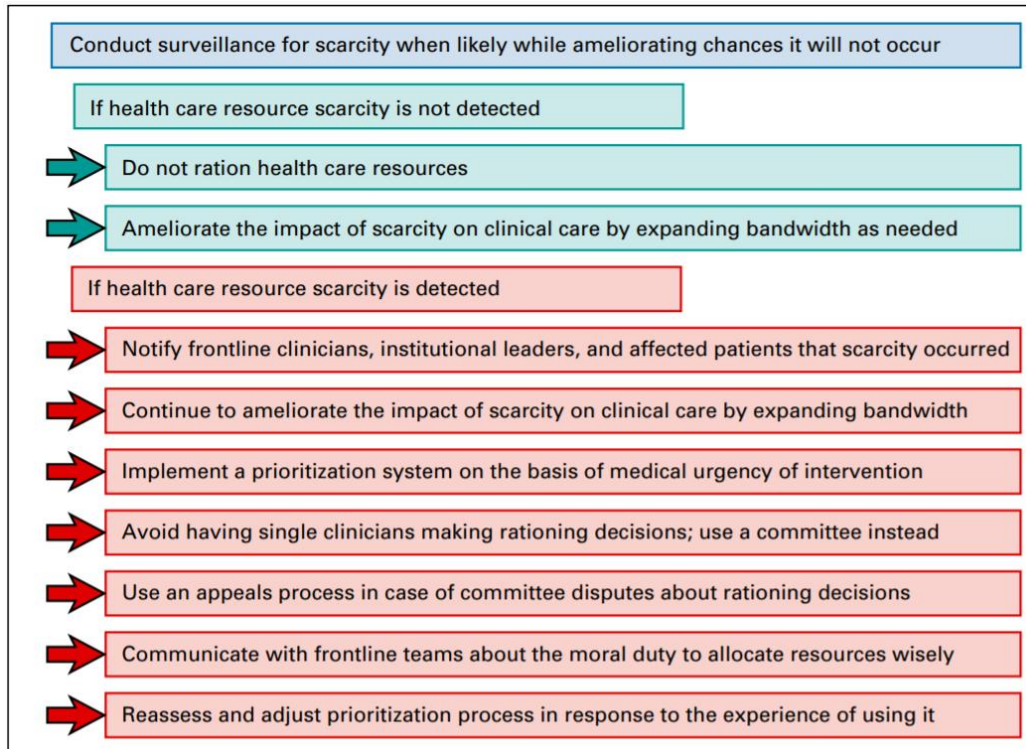 Conduct surveillance for scarcity when likely while ameliorating chances it will not occur
If health care resource scarcity is not detected
Do not ration health care resources
Ameliorate the impact of scarcity on clinical care by expanding bandwidth as needed
If health care resource scarcity is detected
Notify frontline clinicians, institutional leaders, and affected patients that scarcity occurred
Continue to ameliorate the impact of scarcity on clinical care by expanding bandwidth
Implement a prioritization system on the basis of medical urgency of intervention
Avoid having single clinicians making rationing decisions; use a committee instead
Use an appeals process in case of committee disputes about rationing decisions
Communicate with frontline teams about the moral duty to allocate resources wisely
Reassess and adjust prioritization process in response to the experience of using it